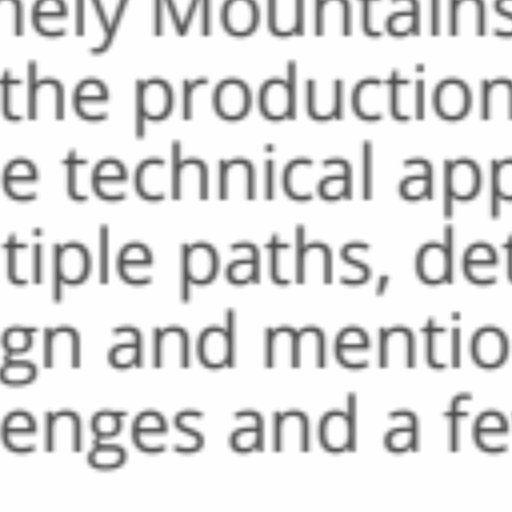 nely Mountains
the production
e technical app
tiple paths, det
gn and mentio
enges and a fe